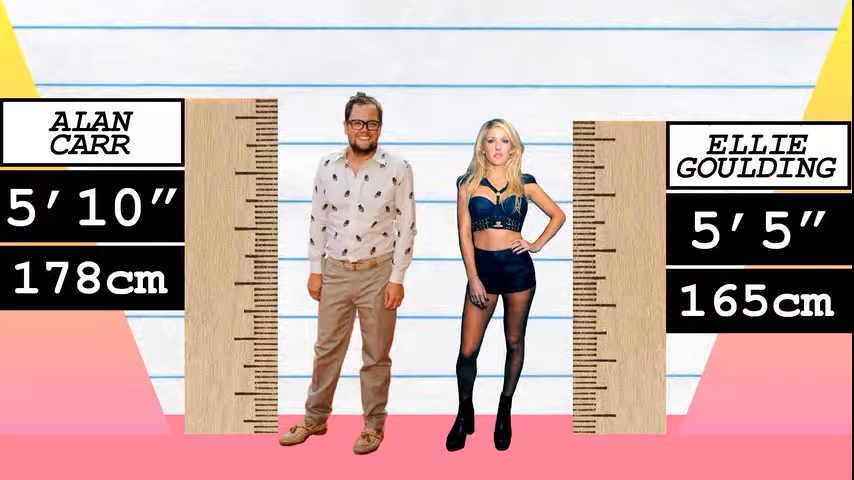 ALAN
CARR
5’10”
178cm
ELLIE
GOULDING
5’5”
165cm